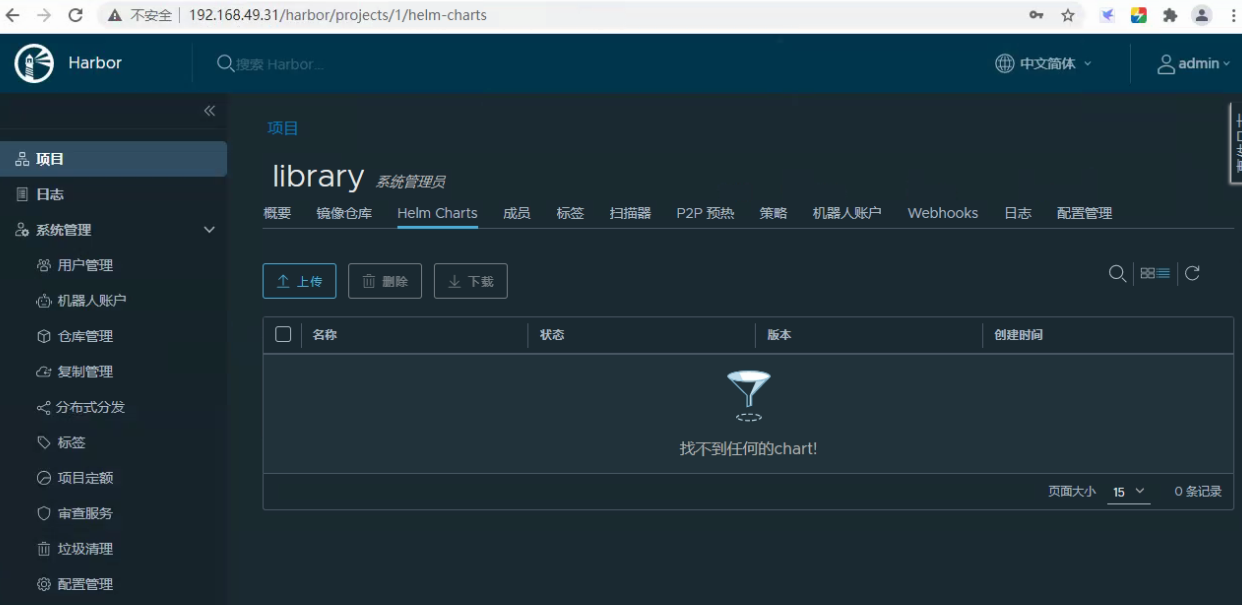 不安全 192.168.49.31/harbor/projects/1/helm-charts
Harbor 搜索 Harbor... 中文简体 admin
项目
library 系统管理员
概要 镜像仓库 Helm Charts 成员 标签 扫描器 P2P 预热 策略 机器人账户 Webhooks 日志 配置管理
上传 删除 下载
名称 状态 版本 创建时间
找不到任何的chart!
页面大小 15 0 条记录
项目
日志
系统管理
用户管理
机器人账户
仓库管理
复制管理
分布式分发
标签
项目定额
审查服务
垃圾清理
配置管理